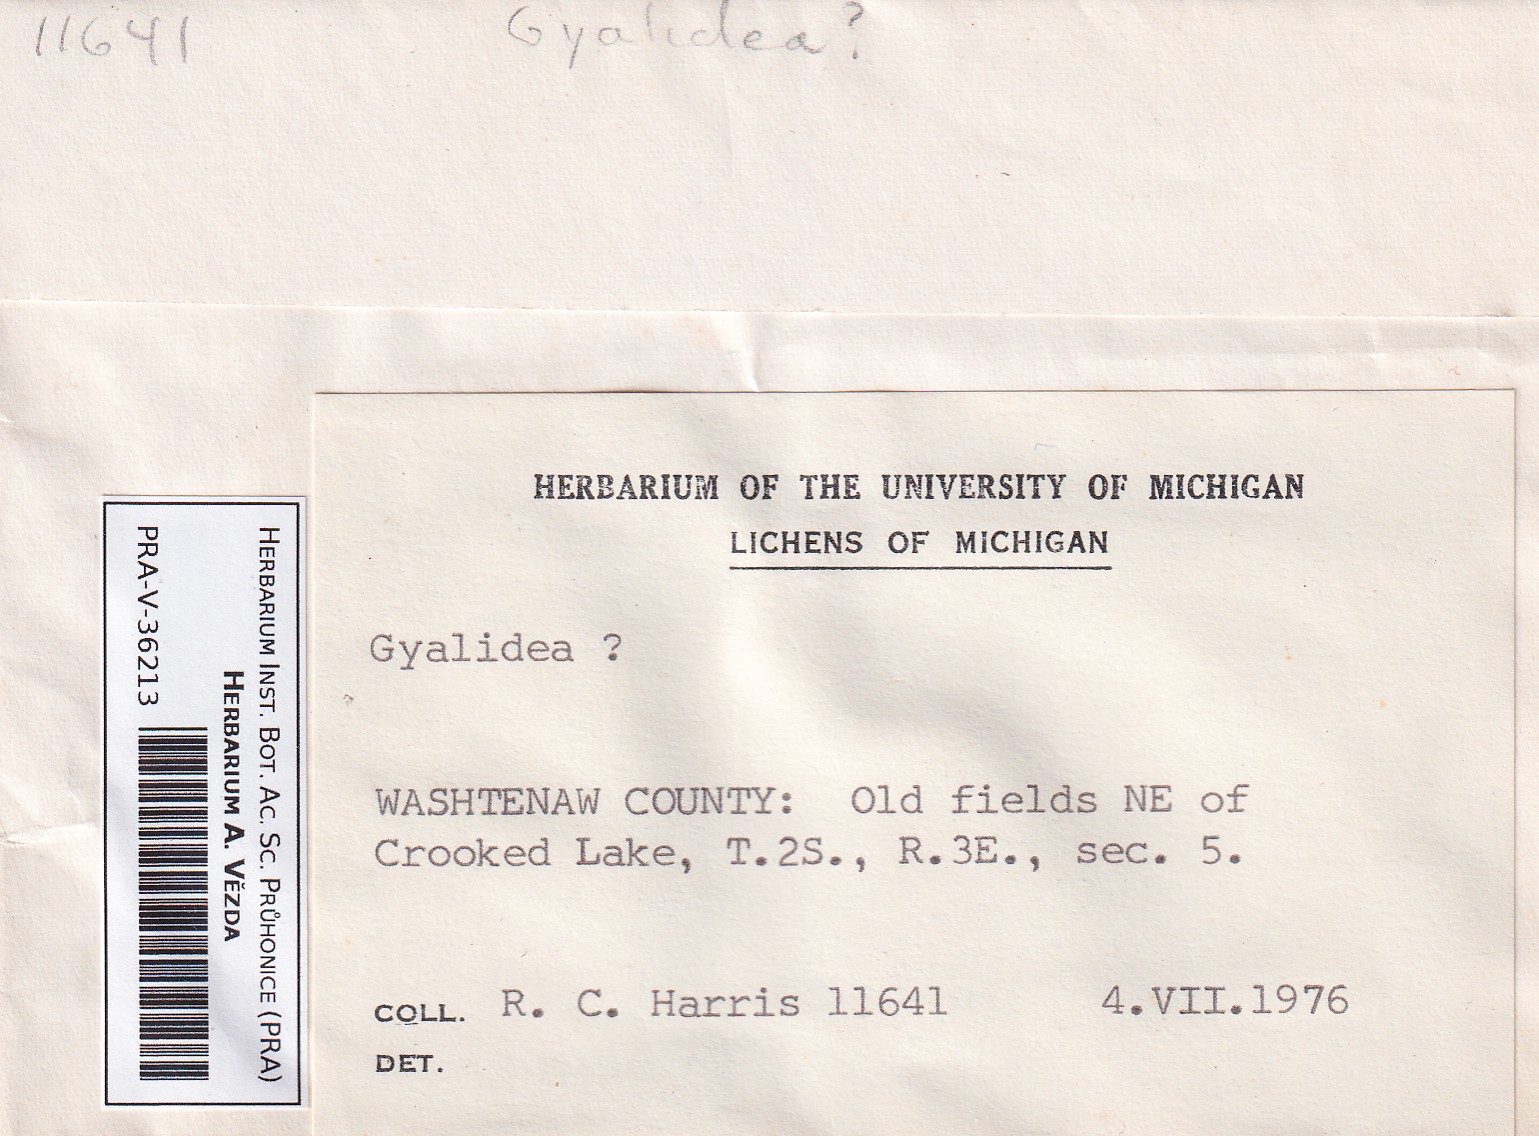 11641 Gyalidea?
HERBARIUM OF THE UNIVERSITY OF MICHIGAN
LICHENS OF MICHIGAN
Gyalidea ?
WASHTENAW COUNTY: Old fields NE of
Crooked Lake, T.2S., R.3E., sec. 5.
COLL. R. C. Harris 11641 4.VII.1976
DET.
HERBARIUM INST. BOT. AC. SC. PRŮHONICE (PRA)
HERBARIUM A. VĚZDA
PRA-V-36213